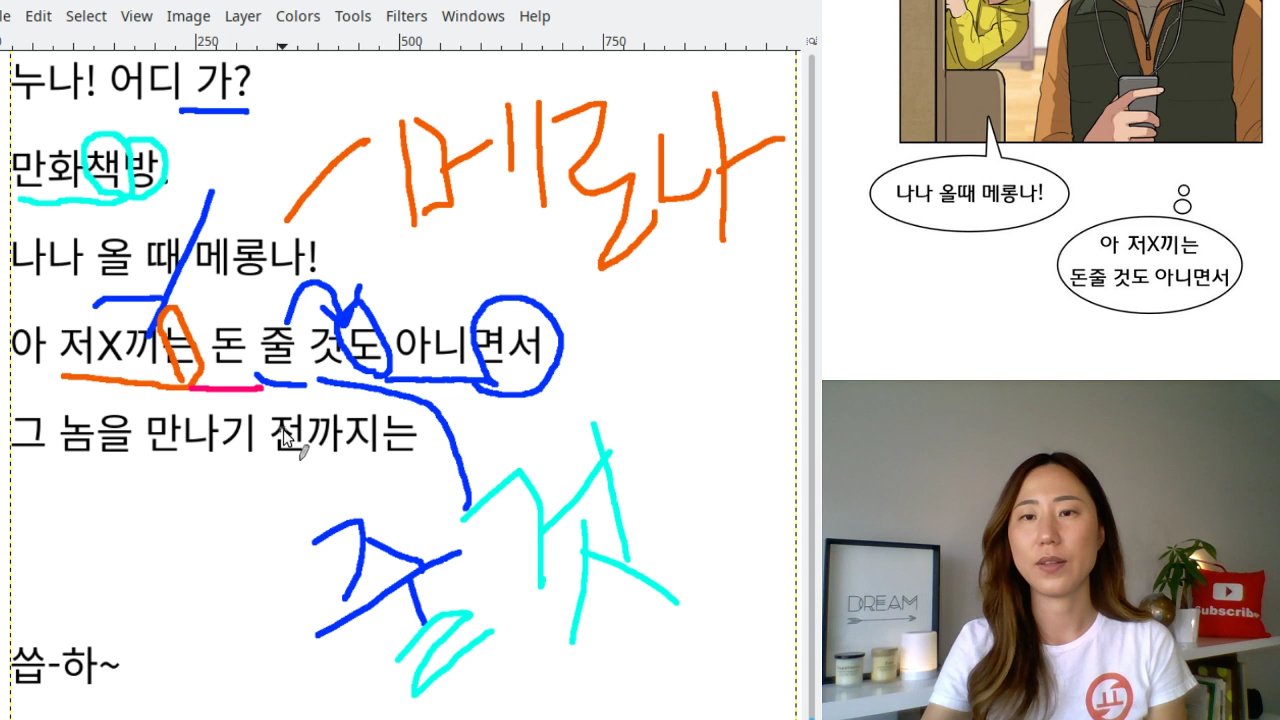 le Edit Select View Image Layer Colors Tools Filters Windows Help
250 500 750
누나! 어디 가?
만화책방.
나나 올 때 메롱나!
아 저X끼는 돈 줄 것도 아니면서
그 놈을 만나기 전까지는
씁-하~
메롱나
나나 올때 메롱나!
아 저X끼는
돈줄 것도 아니면서
DREAM
Subscribe